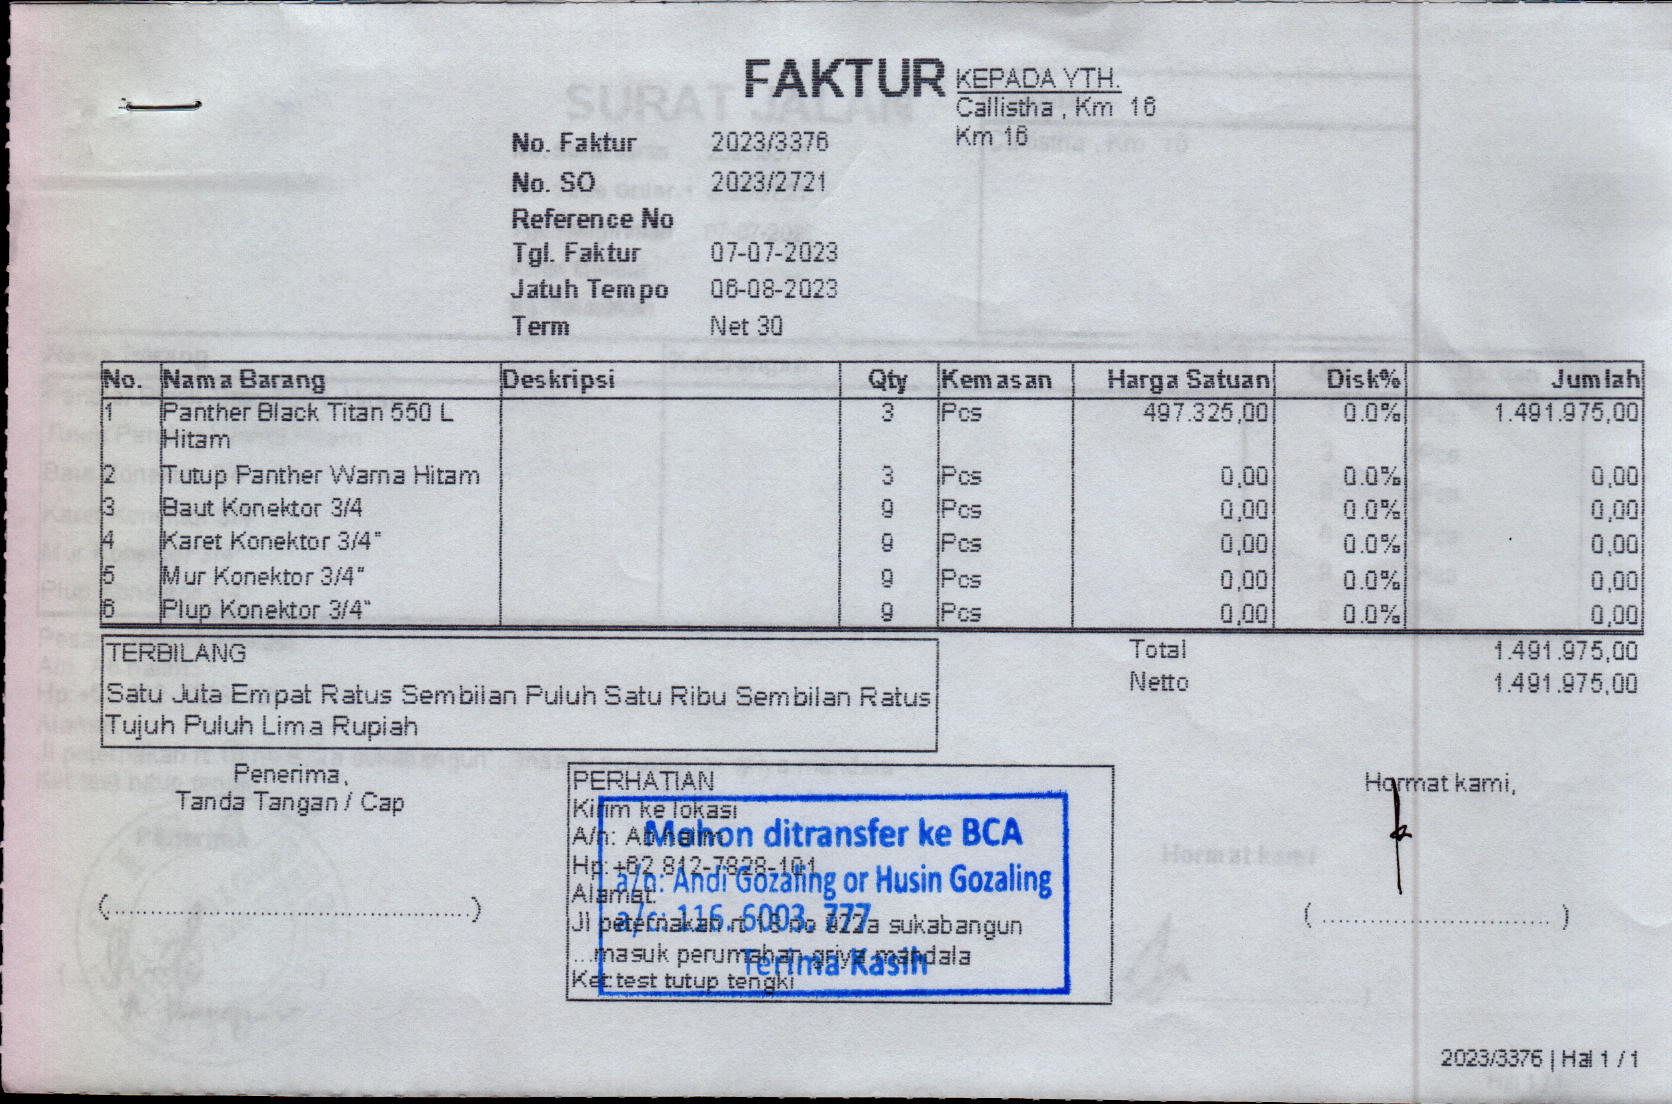 FAKTUR
KEPADA YTH.
Callistha , Km 16
Km 16
No. Faktur 2023/3376
No. SO 2023/2721
Reference No
Tgl. Faktur 07-07-2023
Jatuh Tempo 06-08-2023
Term Net 30
No. Nama Barang Deskripsi Qty Kemasan Harga Satuan Disk% Jumlah
1 Panther Black Titan 550 L 3 Pcs 497.325,00 0.0% 1.491.975,00
Hitam
2 Tutup Panther Warna Hitam 3 Pcs 0,00 0.0% 0,00
3 Baut Konektor 3/4 9 Pcs 0,00 0.0% 0,00
4 Karet Konektor 3/4" 9 Pcs 0,00 0.0% 0,00
5 Mur Konektor 3/4" 9 Pcs 0,00 0.0% 0,00
6 Plup Konektor 3/4" 9 Pcs 0,00 0.0% 0,00
TERBILANG
Satu Juta Empat Ratus Sembilan Puluh Satu Ribu Sembilan Ratus
Tujuh Puluh Lima Rupiah
Total 1.491.975,00
Netto 1.491.975,00
Penerima,
Tanda Tangan / Cap
(......................................................)
PERHATIAN
Kirim ke lokasi
A/n:
Hp: +62 812-7828-101
Alamat:
Jl peternakan rt 18 no 922a sukabangun
...masuk perumahan griya mandala
Ket:test tutup tengki
Mohon ditransfer ke BCA
a/n: Andi Gozaling or Husin Gozaling
a/c: 116. 6003. 777
Terima Kasih
Hormat kami,
(..................................)
2023/3376 | Hal 1 / 1